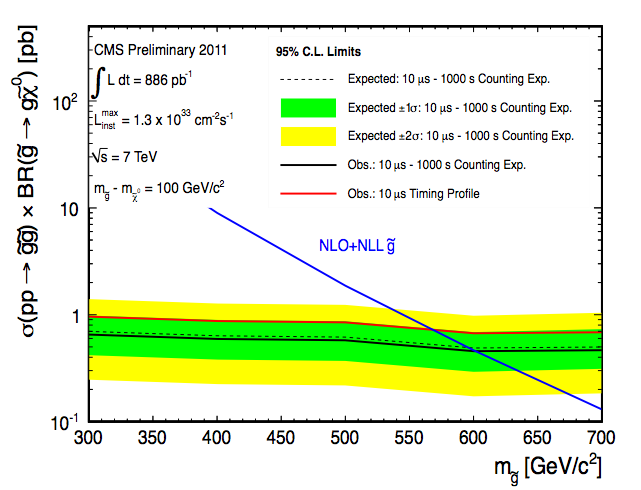 σ(pp → g̃g̃) × BR(g̃ → gχ̃⁰) [pb]
CMS Preliminary 2011
∫ L dt = 886 pb⁻¹
L_inst^max = 1.3 x 10³³ cm⁻²s⁻¹
√s = 7 TeV
m_g̃ - m_χ̃⁰ = 100 GeV/c²
95% C.L. Limits
Expected: 10 μs - 1000 s Counting Exp.
Expected ±1σ: 10 μs - 1000 s Counting Exp.
Expected ±2σ: 10 μs - 1000 s Counting Exp.
Obs.: 10 μs - 1000 s Counting Exp.
Obs.: 10 μs Timing Profile
NLO+NLL g̃
10²
10
1
10⁻¹
300 350 400 450 500 550 600 650 700
m_g̃ [GeV/c²]